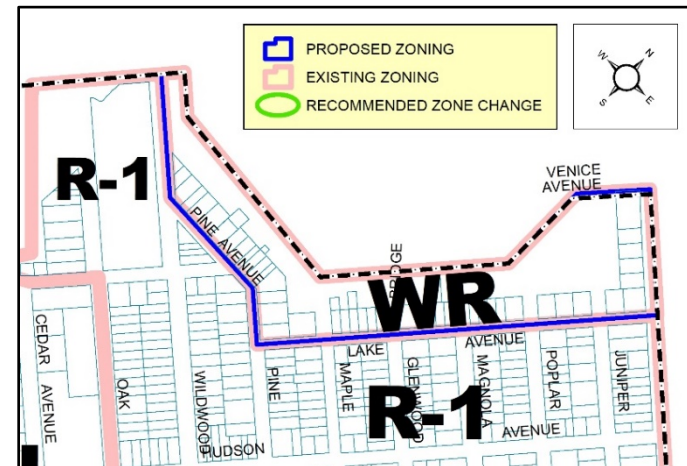 PROPOSED ZONING
EXISTING ZONING
RECOMMENDED ZONE CHANGE
N
W
E
S
R-1
VENICE
AVENUE
PINE AVENUE
BRIDGE
WR
LAKE AVENUE
CEDAR AVENUE
OAK
WILDWOOD
PINE
MAPLE
GLENWOOD
MAGNOLA
POPLAR
JUNIPER
R-1
HUDSON AVENUE